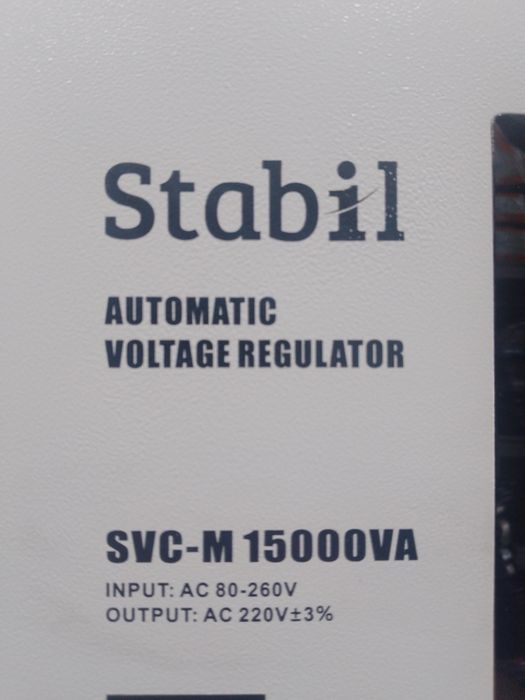 Stabil
AUTOMATIC
VOLTAGE REGULATOR
SVC-M 15000VA
INPUT: AC 80-260V
OUTPUT: AC 220V±3%